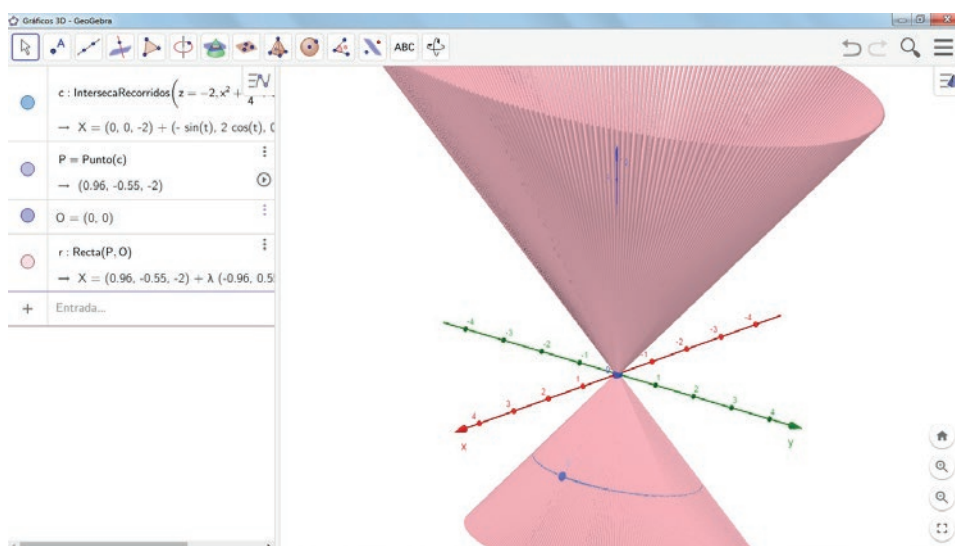 Gráficos 3D - GeoGebra
ABC
c : IntersecaRecorridos(z = −2, x² + 
4
→ X = (0, 0, -2) + (- sin(t), 2 cos(t), 0
P = Punto(c)
→ (0.96, -0.55, -2)
O = (0, 0)
r : Recta(P, O)
→ X = (0.96, -0.55, -2) + λ (-0.96, 0.55
+ Entrada...
-4 -3 -2 -1 1 2 3 4 y
-4 -3 -2 -1 1 2 3 4 x